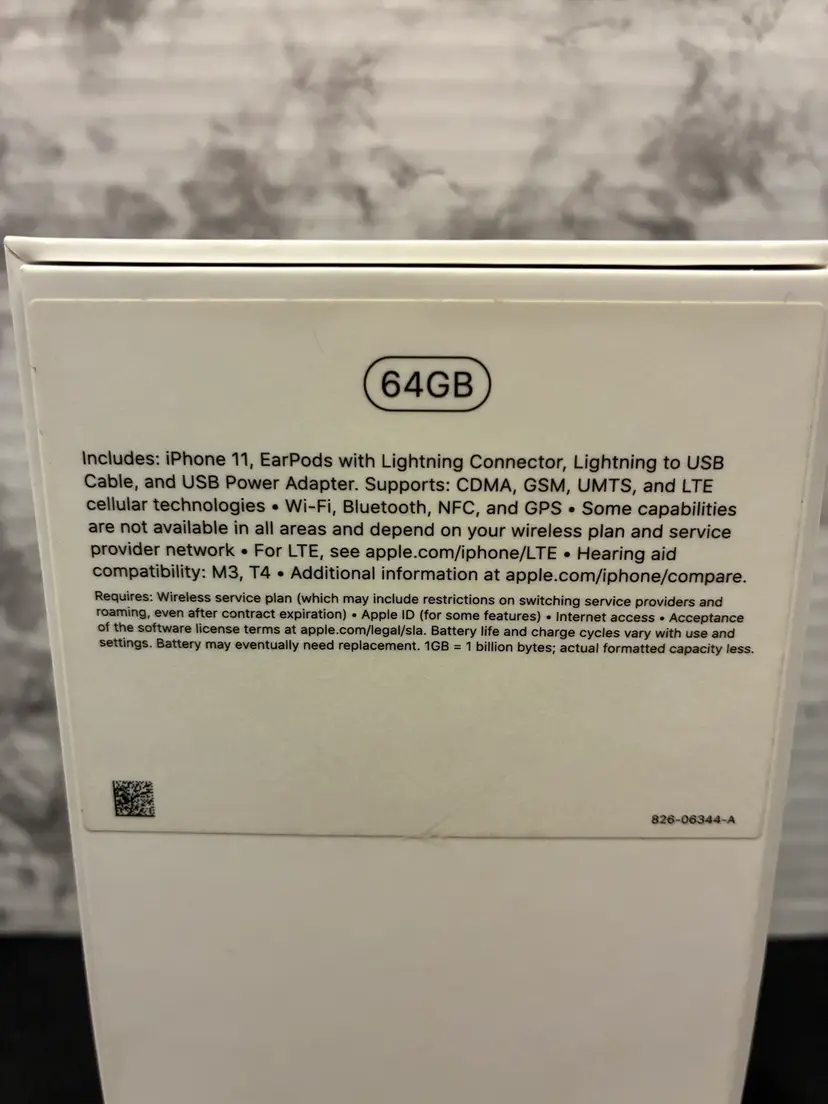 64GB
Includes: iPhone 11, EarPods with Lightning Connector, Lightning to USB
Cable, and USB Power Adapter. Supports: CDMA, GSM, UMTS, and LTE
cellular technologies • Wi-Fi, Bluetooth, NFC, and GPS • Some capabilities
are not available in all areas and depend on your wireless plan and service
provider network • For LTE, see apple.com/iphone/LTE • Hearing aid
compatibility: M3, T4 • Additional information at apple.com/iphone/compare.
Requires: Wireless service plan (which may include restrictions on switching service providers and
roaming, even after contract expiration) • Apple ID (for some features) • Internet access • Acceptance
of the software license terms at apple.com/legal/sla. Battery life and charge cycles vary with use and
settings. Battery may eventually need replacement. 1GB = 1 billion bytes; actual formatted capacity less.
826-06344-A